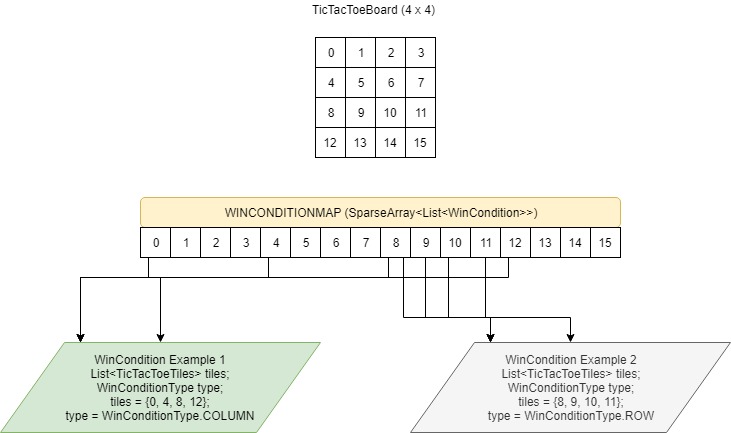 TicTacToeBoard (4 x 4)
0 1 2 3
4 5 6 7
8 9 10 11
12 13 14 15
WINCONDITIONMAP (SparseArray<List<WinCondition>>)
0 1 2 3 4 5 6 7 8 9 10 11 12 13 14 15
WinCondition Example 1
List<TicTacToeTiles> tiles;
WinConditionType type;
tiles = {0, 4, 8, 12};
type = WinConditionType.COLUMN
WinCondition Example 2
List<TicTacToeTiles> tiles;
WinConditionType type;
tiles = {8, 9, 10, 11};
type = WinConditionType.ROW